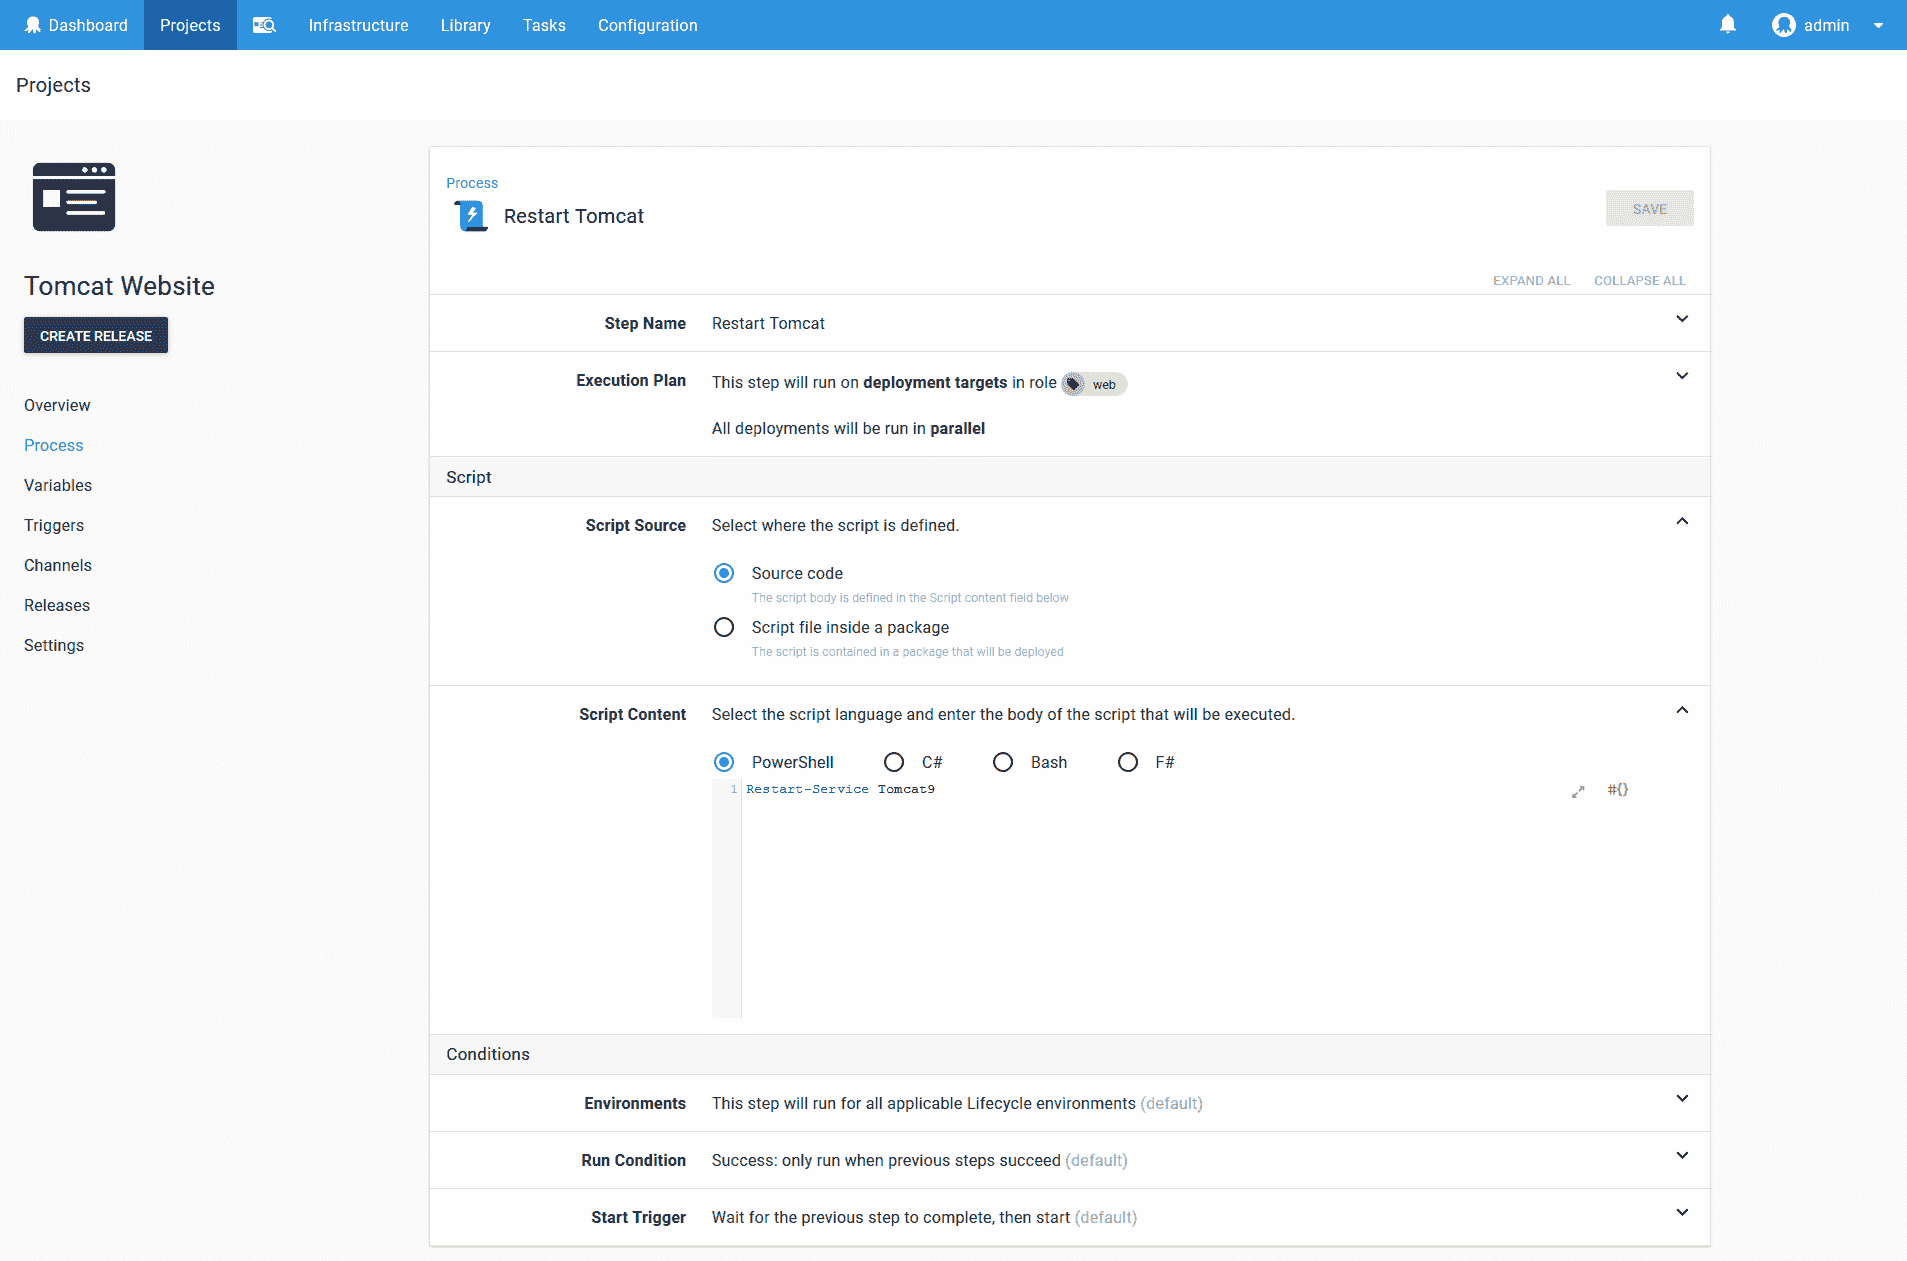 Dashboard Projects Infrastructure Library Tasks Configuration admin
Projects
Tomcat Website
CREATE RELEASE
Overview
Process
Variables
Triggers
Channels
Releases
Settings
Process
Restart Tomcat
SAVE
EXPAND ALL COLLAPSE ALL
Step Name Restart Tomcat
Execution Plan This step will run on deployment targets in role web
All deployments will be run in parallel
Script
Script Source Select where the script is defined.
Source code
The script body is defined in the Script content field below
Script file inside a package
The script is contained in a package that will be deployed
Script Content Select the script language and enter the body of the script that will be executed.
PowerShell C# Bash F#
1 Restart-Service Tomcat9 #{}
Conditions
Environments This step will run for all applicable Lifecycle environments (default)
Run Condition Success: only run when previous steps succeed (default)
Start Trigger Wait for the previous step to complete, then start (default)